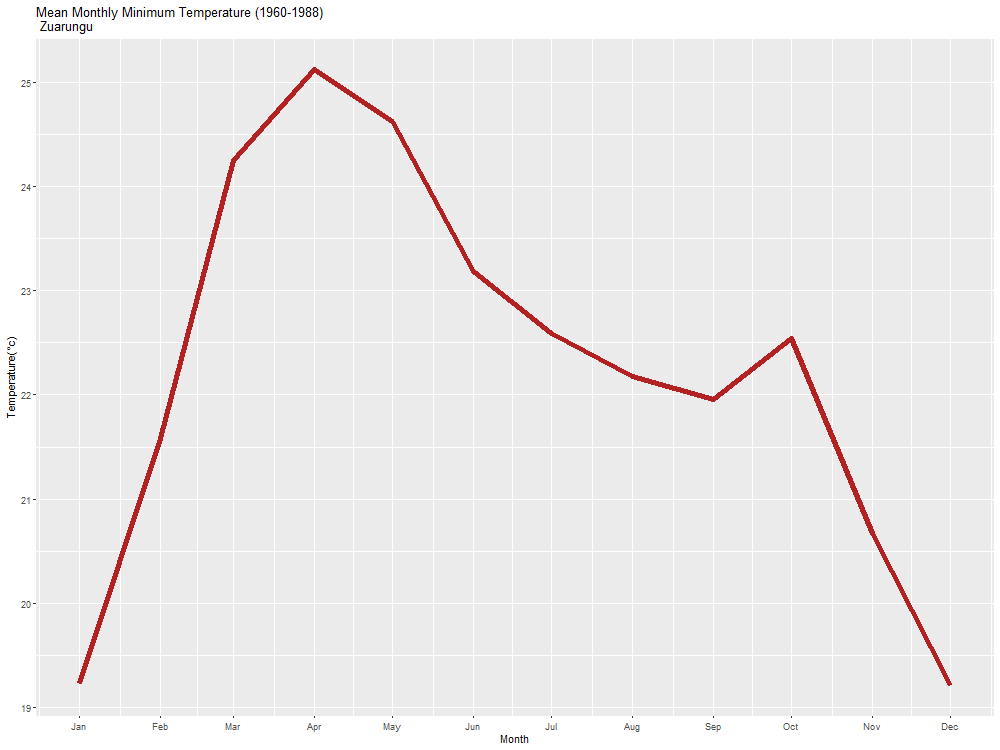 Mean Monthly Minimum Temperature (1960-1988)
Zuarungu
Temperature(°c)
25
24
23
22
21
20
19
Jan Feb Mar Apr May Jun Jul Aug Sep Oct Nov Dec
Month